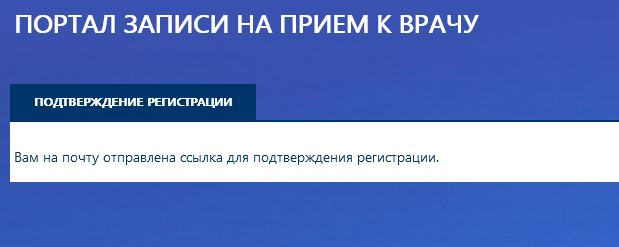 ПОРТАЛ ЗАПИСИ НА ПРИЕМ К ВРАЧУ
ПОДТВЕРЖДЕНИЕ РЕГИСТРАЦИИ
Вам на почту отправлена ссылка для подтверждения регистрации.